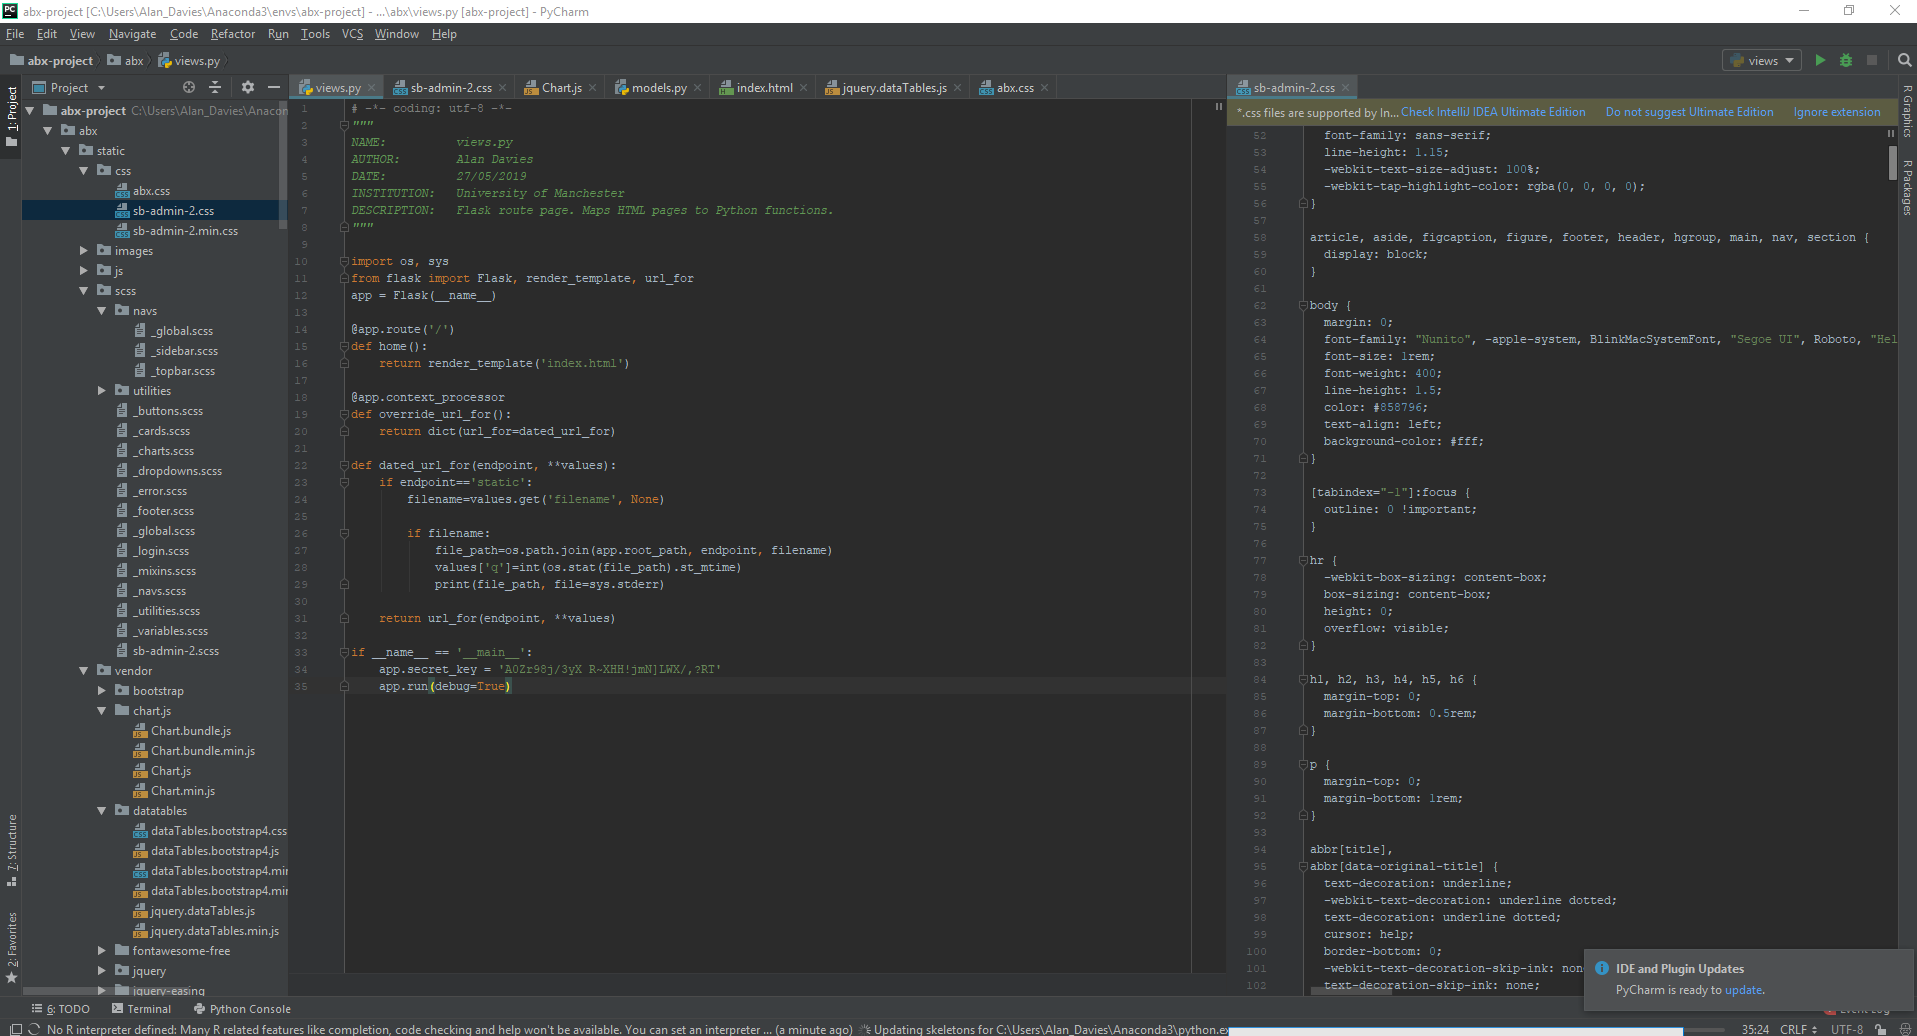 abx-project [C:\Users\Alan_Davies\Anaconda3\envs\abx-project] - ...\abx\views.py [abx-project] - PyCharm
File Edit View Navigate Code Refactor Run Tools VCS Window Help
abx-project abx views.py
views
Project
1: Project
7: Structure
2: Favorites
abx-project C:\Users\Alan_Davies\Anacon
abx
static
css
abx.css
sb-admin-2.css
sb-admin-2.min.css
images
js
scss
navs
_global.scss
_sidebar.scss
_topbar.scss
utilities
_buttons.scss
_cards.scss
_charts.scss
_dropdowns.scss
_error.scss
_footer.scss
_global.scss
_login.scss
_mixins.scss
_navs.scss
_utilities.scss
_variables.scss
sb-admin-2.scss
vendor
bootstrap
chart.js
Chart.bundle.js
Chart.bundle.min.js
Chart.js
Chart.min.js
datatables
dataTables.bootstrap4.css
dataTables.bootstrap4.js
dataTables.bootstrap4.mi
dataTables.bootstrap4.mi
jquery.dataTables.js
jquery.dataTables.min.js
fontawesome-free
jquery
jquery-easing
views.py sb-admin-2.css Chart.js models.py index.html jquery.dataTables.js abx.css
1 # -*- coding: utf-8 -*-
2 """
3 NAME: views.py
4 AUTHOR: Alan Davies
5 DATE: 27/05/2019
6 INSTITUTION: University of Manchester
7 DESCRIPTION: Flask route page. Maps HTML pages to Python functions.
8 """
9
10 import os, sys
11 from flask import Flask, render_template, url_for
12 app = Flask(__name__)
13
14 @app.route('/')
15 def home():
16 return render_template('index.html')
17
18 @app.context_processor
19 def override_url_for():
20 return dict(url_for=dated_url_for)
21
22 def dated_url_for(endpoint, **values):
23 if endpoint=='static':
24 filename=values.get('filename', None)
25
26 if filename:
27 file_path=os.path.join(app.root_path, endpoint, filename)
28 values['q']=int(os.stat(file_path).st_mtime)
29 print(file_path, file=sys.stderr)
30
31 return url_for(endpoint, **values)
32
33 if __name__ == '__main__':
34 app.secret_key = 'A0Zr98j/3yX R~XHH!jmN]LWX/,?RT'
35 app.run(debug=True)
sb-admin-2.css
*.css files are supported by In... Check IntelliJ IDEA Ultimate Edition Do not suggest Ultimate Edition Ignore extension
52 font-family: sans-serif;
53 line-height: 1.15;
54 -webkit-text-size-adjust: 100%;
55 -webkit-tap-highlight-color: rgba(0, 0, 0, 0);
56 }
57
58 article, aside, figcaption, figure, footer, header, hgroup, main, nav, section {
59 display: block;
60 }
61
62 body {
63 margin: 0;
64 font-family: "Nunito", -apple-system, BlinkMacSystemFont, "Segoe UI", Roboto, "Hel
65 font-size: 1rem;
66 font-weight: 400;
67 line-height: 1.5;
68 color: #858796;
69 text-align: left;
70 background-color: #fff;
71 }
72
73 [tabindex="-1"]:focus {
74 outline: 0 !important;
75 }
76
77 hr {
78 -webkit-box-sizing: content-box;
79 box-sizing: content-box;
80 height: 0;
81 overflow: visible;
82 }
83
84 h1, h2, h3, h4, h5, h6 {
85 margin-top: 0;
86 margin-bottom: 0.5rem;
87 }
88
89 p {
90 margin-top: 0;
91 margin-bottom: 1rem;
92 }
93
94 abbr[title],
95 abbr[data-original-title] {
96 text-decoration: underline;
97 -webkit-text-decoration: underline dotted;
98 text-decoration: underline dotted;
99 cursor: help;
100 border-bottom: 0;
101 -webkit-text-decoration-skip-ink: non
102 text-decoration-skip-ink: none;
R Graphics
R Packages
IDE and Plugin Updates
PyCharm is ready to update.
6: TODO Terminal Python Console Event Log
No R interpreter defined: Many R related features like completion, code checking and help won't be available. You can set an interpreter ... (a minute ago) Updating skeletons for C:\Users\Alan_Davies\Anaconda3\python.ex 35:24 CRLF UTF-8